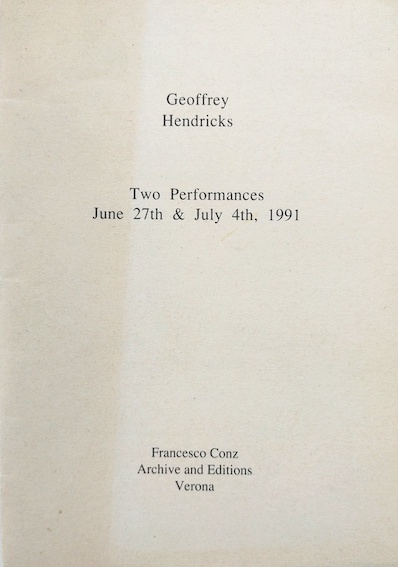 Geoffrey
Hendricks
Two Performances
June 27th & July 4th, 1991
Francesco Conz
Archive and Editions
Verona